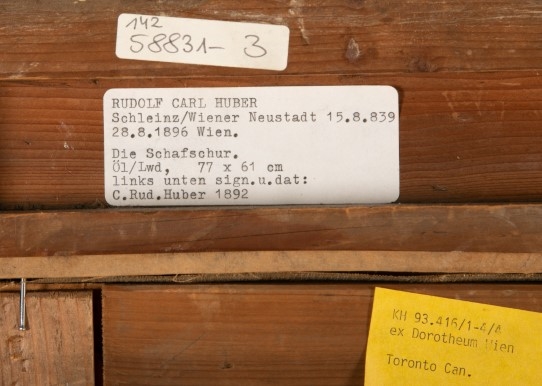 142
58831-3
RUDOLF CARL HUBER
Schleinz/Wiener Neustadt 15.8.839
28.8.1896 Wien.
Die Schafschur.
Öl/Lwd, 77 x 61 cm
links unten sign.u.dat:
C.Rud.Huber 1892
KH 93.416/1-4/A
ex Dorotheum Wien
Toronto Can.